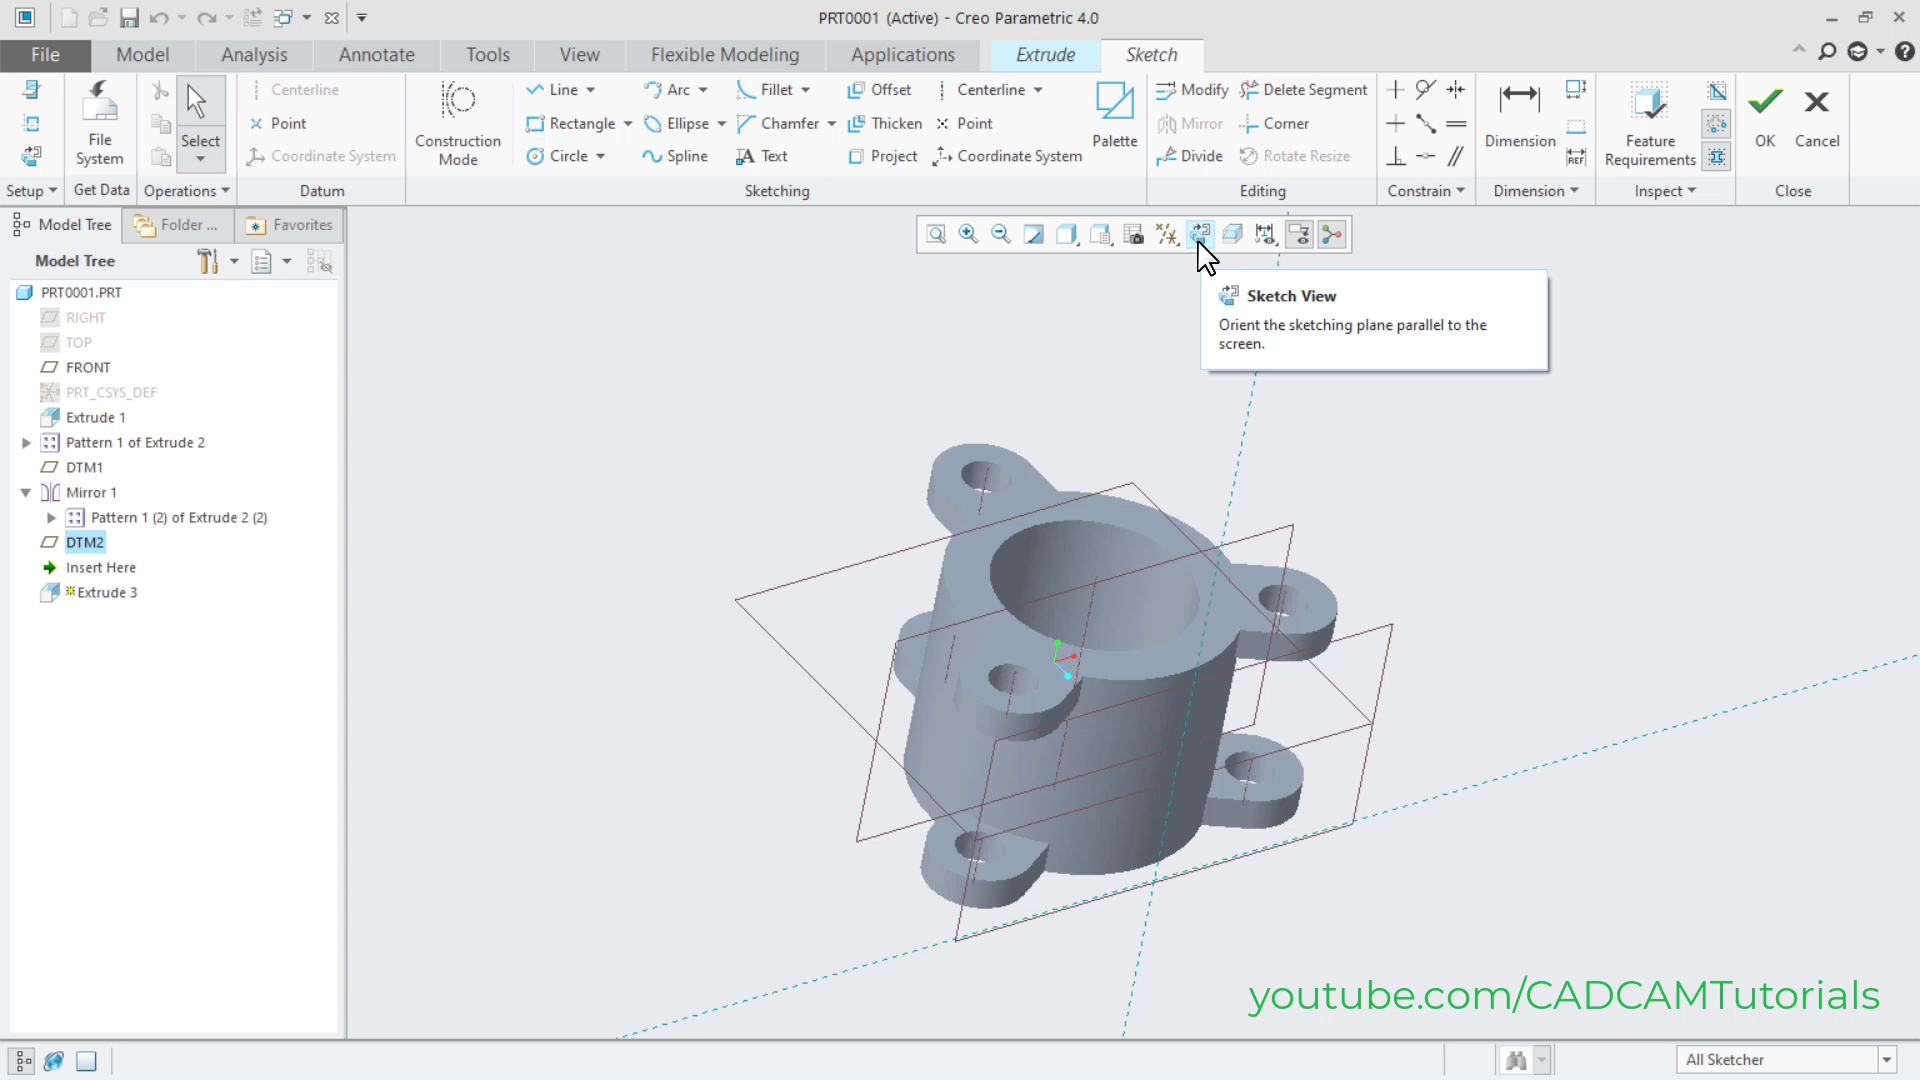 PRT0001 (Active) - Creo Parametric 4.0
File Model Analysis Annotate Tools View Flexible Modeling Applications Extrude Sketch
Centerline Line Arc Fillet Offset Centerline Modify Delete Segment
Point Rectangle Ellipse Chamfer Thicken Point Mirror Corner
Coordinate System Circle Spline Text Project Coordinate System Divide Rotate Resize
File System
Select
Construction Mode
Palette
Dimension
REF
Feature Requirements
OK
Cancel
Setup Get Data Operations Datum Sketching Editing Constrain Dimension Inspect Close
Model Tree Folder ... Favorites
Model Tree
PRT0001.PRT
RIGHT
TOP
FRONT
PRT_CSYS_DEF
Extrude 1
Pattern 1 of Extrude 2
DTM1
Mirror 1
Pattern 1 (2) of Extrude 2 (2)
DTM2
Insert Here
Extrude 3
Sketch View
Orient the sketching plane parallel to the
screen.
youtube.com/CADCAMTutorials
All Sketcher